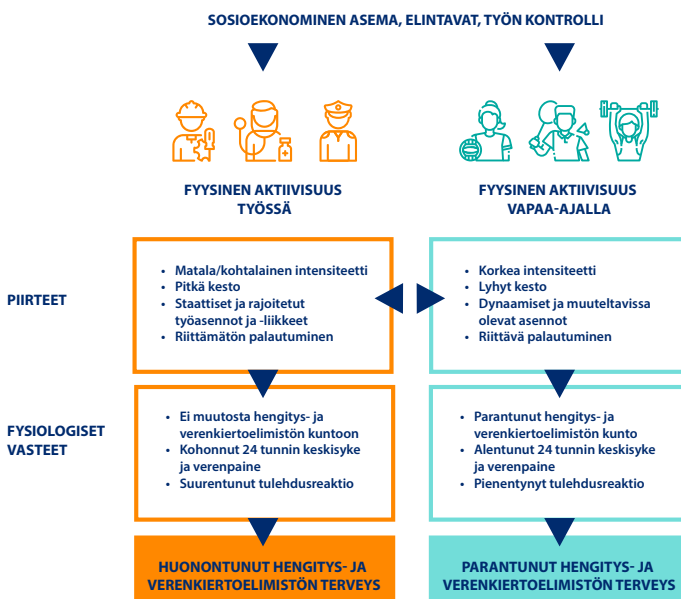 SOSIOEKONOMINEN ASEMA, ELINTAVAT, TYÖN KONTROLLI
FYYSINEN AKTIIVISUUS
TYÖSSÄ
FYYSINEN AKTIIVISUUS
VAPAA-AJALLA
PIIRTEET
• Matala/kohtalainen intensiteetti
• Pitkä kesto
• Staattiset ja rajoitetut
työasennot ja -liikkeet
• Riittämätön palautuminen
• Korkea intensiteetti
• Lyhyt kesto
• Dynaamiset ja muuteltavissa
olevat asennot
• Riittävä palautuminen
FYSIOLOGISET
VASTEET
• Ei muutosta hengitys- ja
verenkiertoelimistön kuntoon
• Kohonnut 24 tunnin keskisyke
ja verenpaine
• Suurentunut tulehdusreaktio
• Parantunut hengitys- ja
verenkiertoelimistön kunto
• Alentunut 24 tunnin keskisyke
ja verenpaine
• Pienentynyt tulehdusreaktio
HUONONTUNUT HENGITYS- JA
VERENKIERTOELIMISTÖN TERVEYS
PARANTUNUT HENGITYS- JA
VERENKIERTOELIMISTÖN TERVEYS